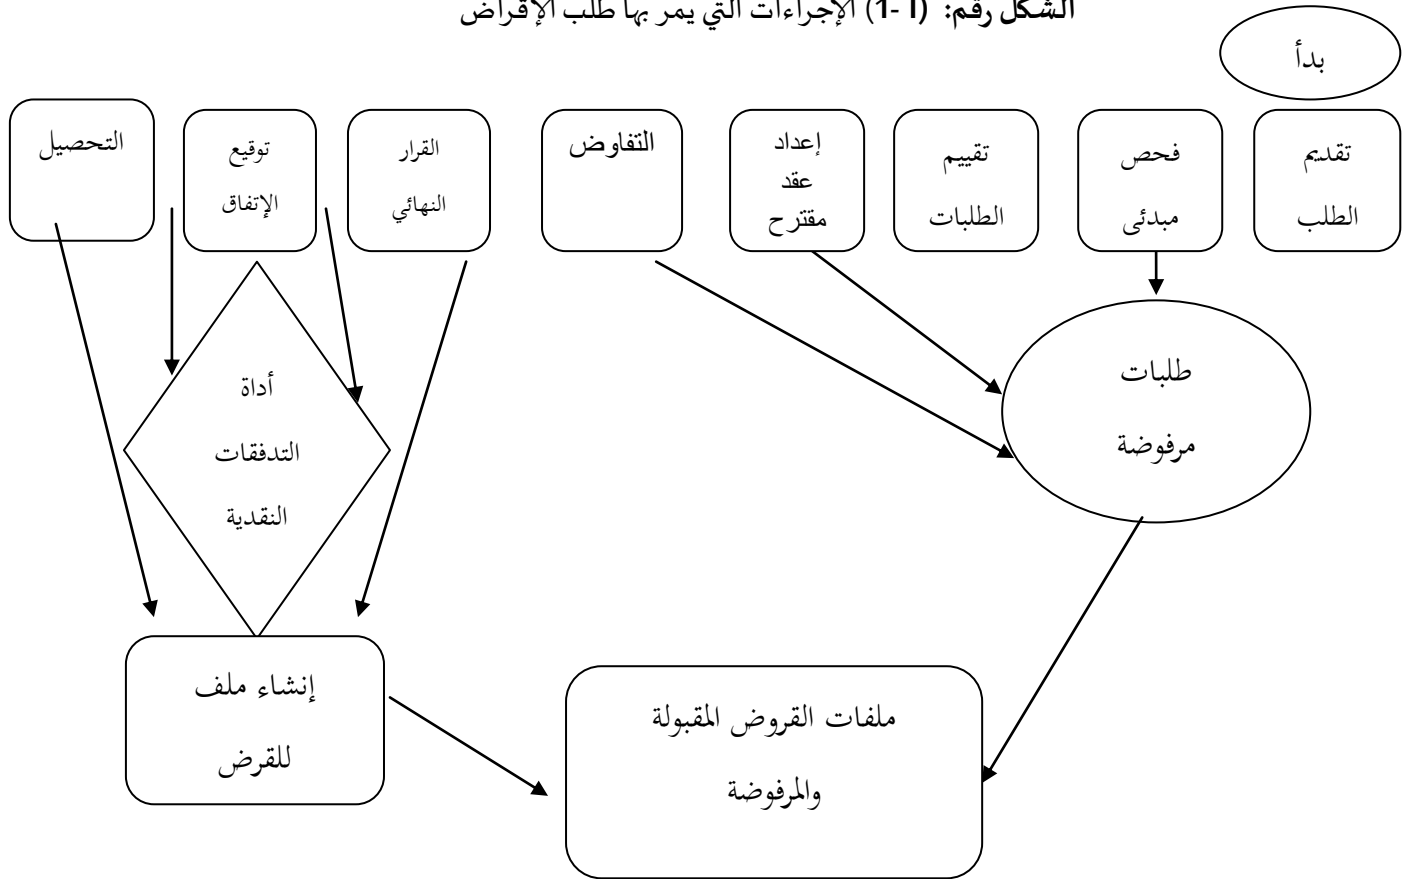 الشكل رقم: (1-1) الإجراءات التي يمر بها طلب الإقراض
بدأ
تقديم
الطلب
فحص
مبدئى
تقييم
الطلبات
إعداد
عقد
مقترح
التفاوض
القرار
النهائي
توقيع
الإتفاق
التحصيل
طلبات
مرفوضة
أداة
التدفقات
النقدية
إنشاء ملف
للقرض
ملفات القروض المقبولة
والمرفوضة